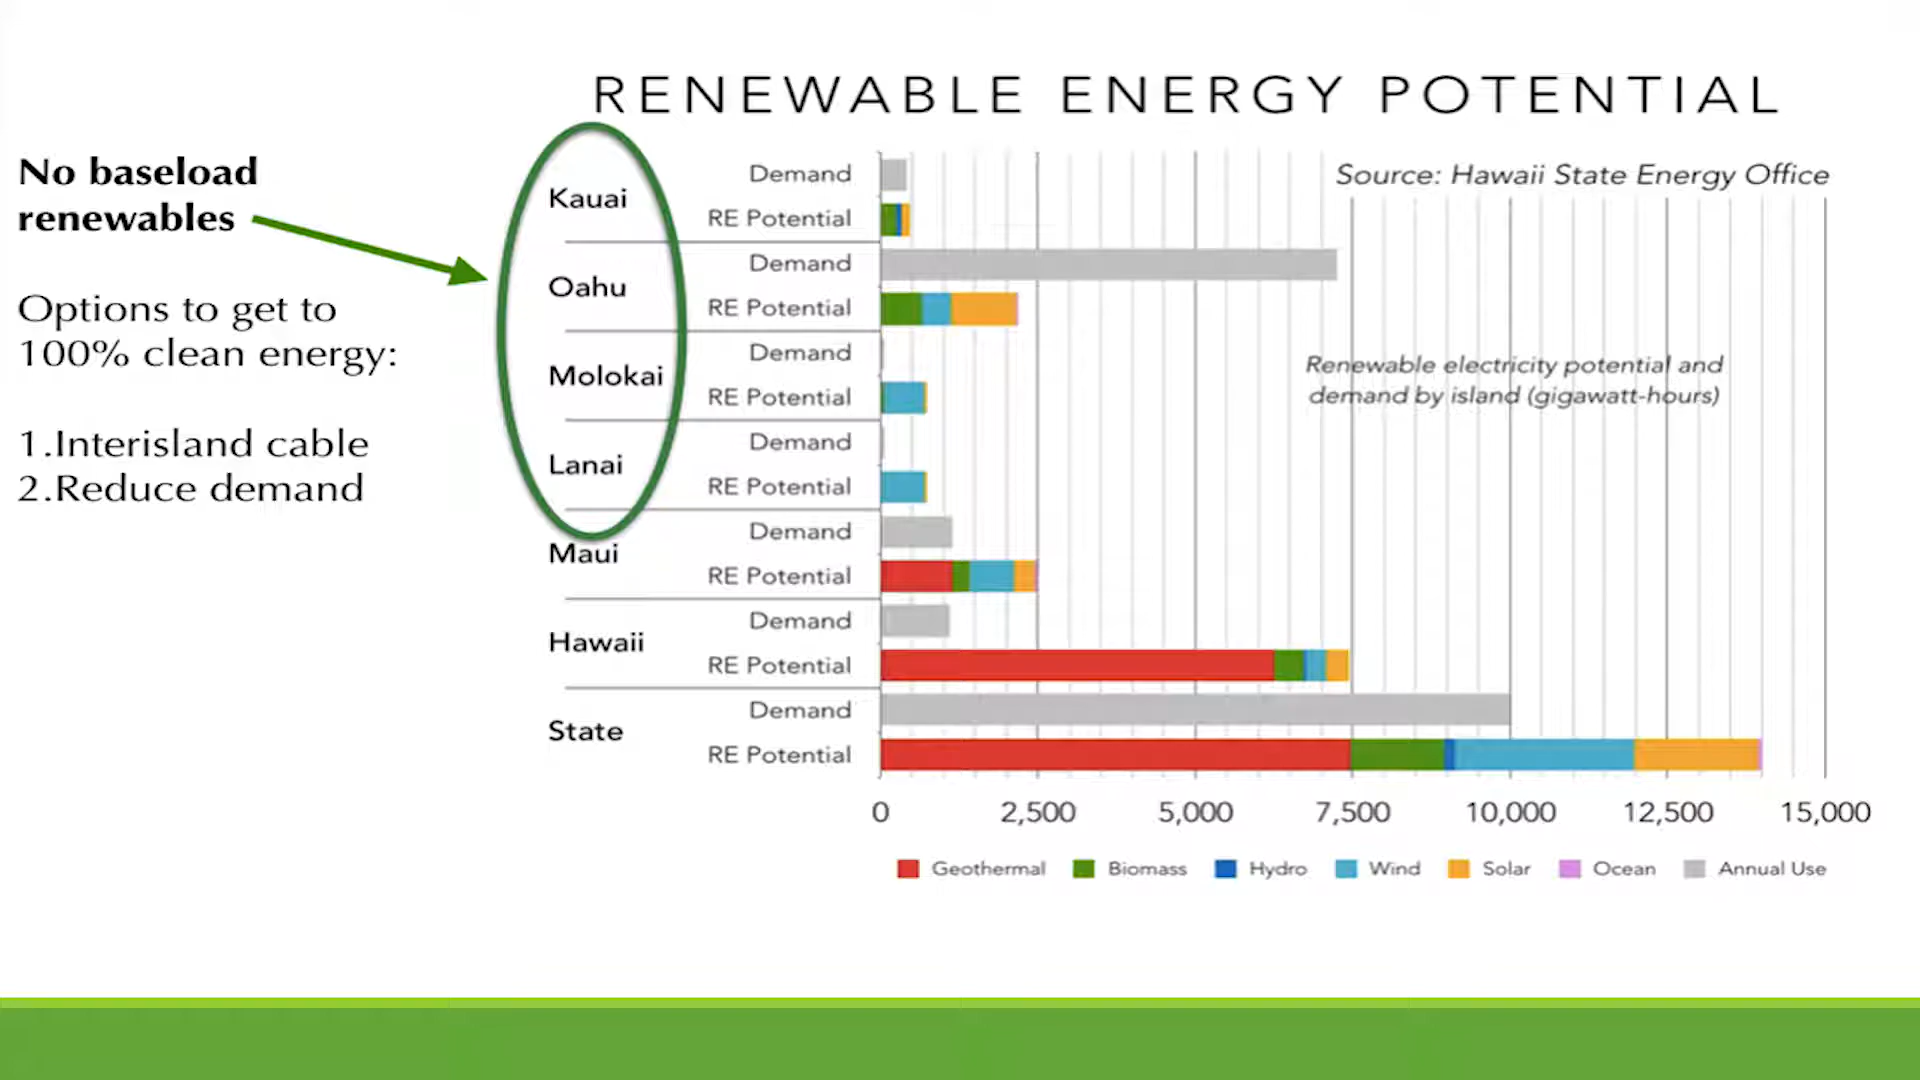 RENEWABLE ENERGY POTENTIAL
No baseload
renewables
Options to get to
100% clean energy:
1.Interisland cable
2.Reduce demand
Source: Hawaii State Energy Office
Renewable electricity potential and
demand by island (gigawatt-hours)
Kauai
Demand
RE Potential
Oahu
Demand
RE Potential
Molokai
Demand
RE Potential
Lanai
Demand
RE Potential
Maui
Demand
RE Potential
Hawaii
Demand
RE Potential
State
Demand
RE Potential
0 2,500 5,000 7,500 10,000 12,500 15,000
Geothermal Biomass Hydro Wind Solar Ocean Annual Use